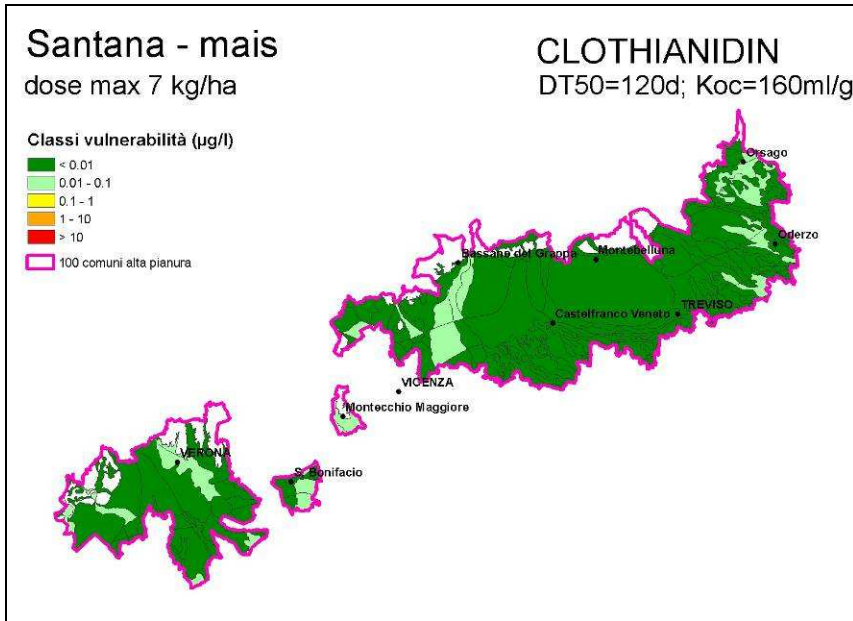 Santana - mais
dose max 7 kg/ha
CLOTHIANIDIN
DT50=120d; Koc=160ml/g
Classi vulnerabilità (µg/l)
< 0.01
0.01 - 0.1
0.1 - 1
1 - 10
> 10
100 comuni alta pianura
Orsago
Oderzo
Bassano del Grappa
Montebelluna
TREVISO
Castelfranco Veneto
VICENZA
Montecchio Maggiore
VERONA
S. Bonifacio